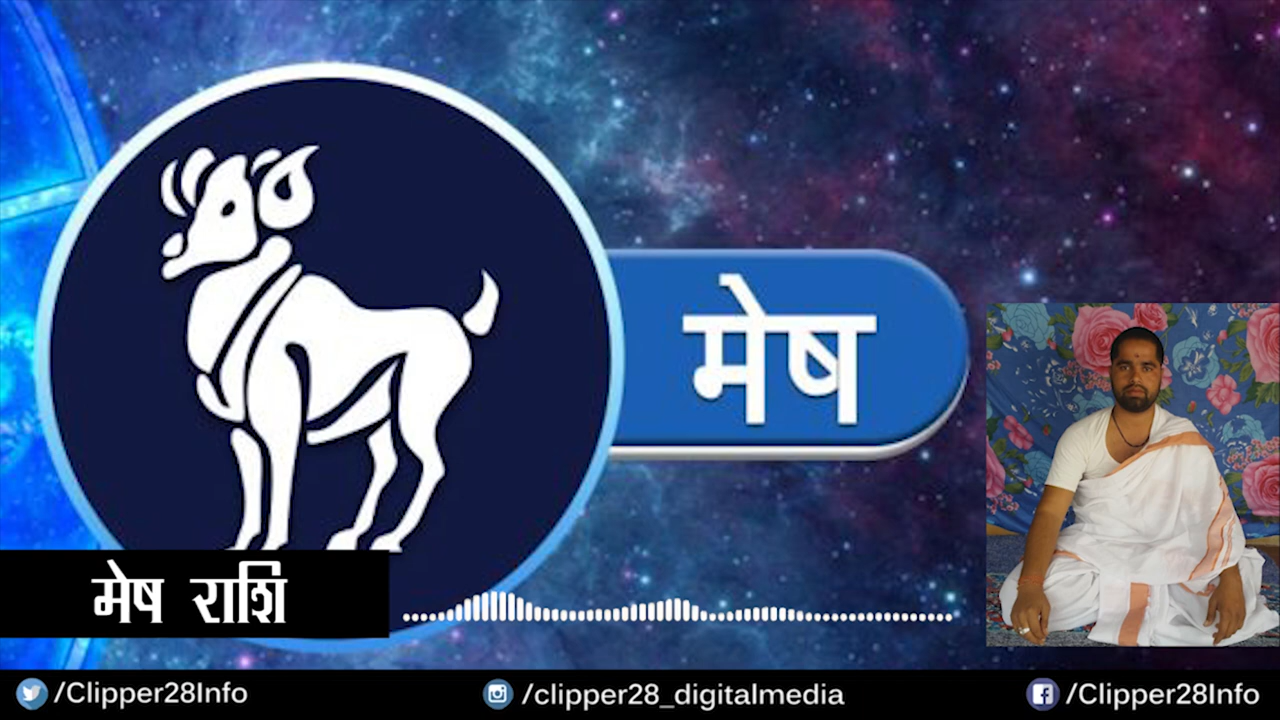 मेष
मेष राशि
/Clipper28Info
/clipper28_digitalmedia
/Clipper28Info